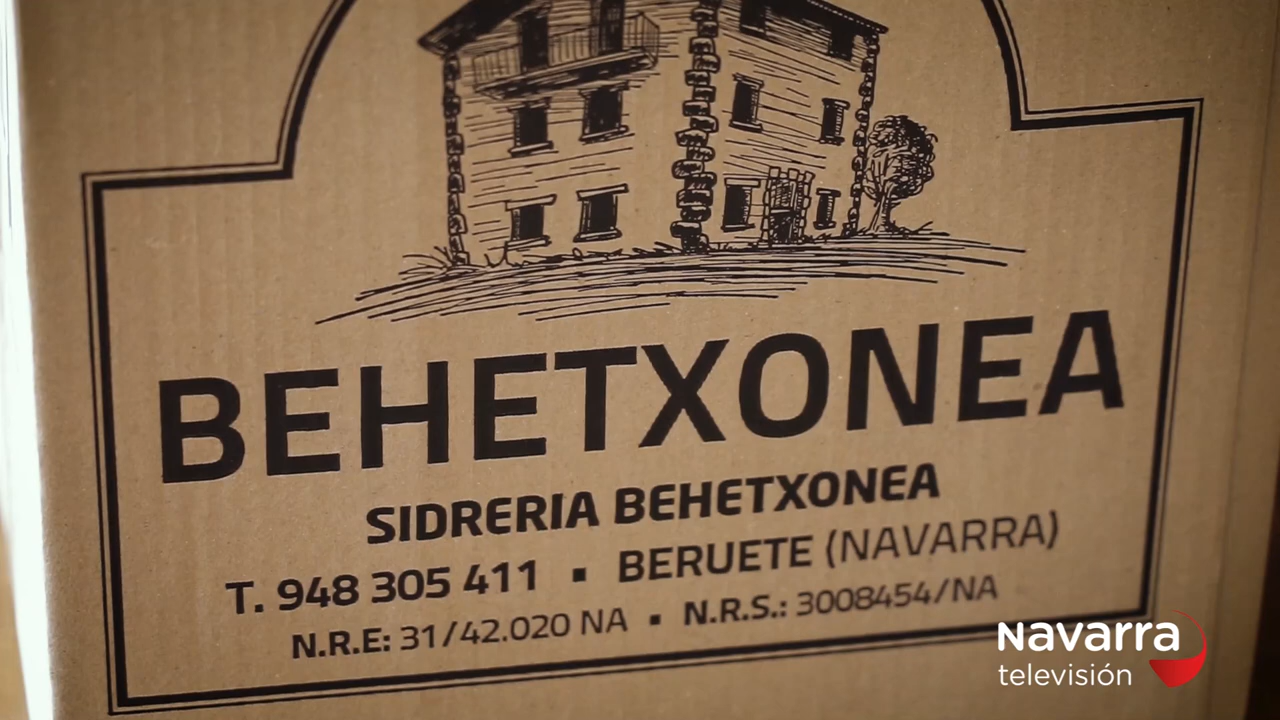 BEHETXONEA
SIDRERIA BEHETXONEA
T. 948 305 411 ▪ BERUETE (NAVARRA)
N.R.E: 31/42.020 NA ▪ N.R.S.: 3008454/NA
Navarra
televisión